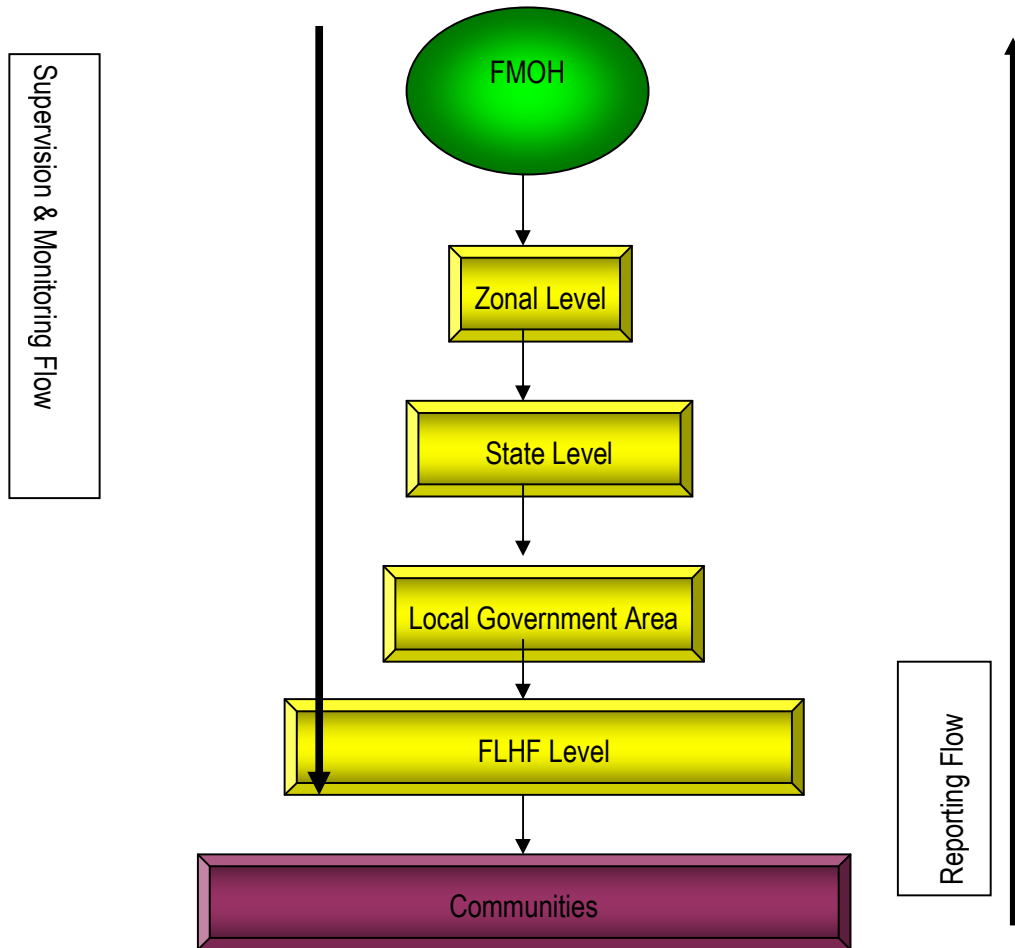 FMOH
Supervision & Monitoring Flow
Zonal Level
State Level
Local Government Area
FLHF Level
Reporting Flow
Communities